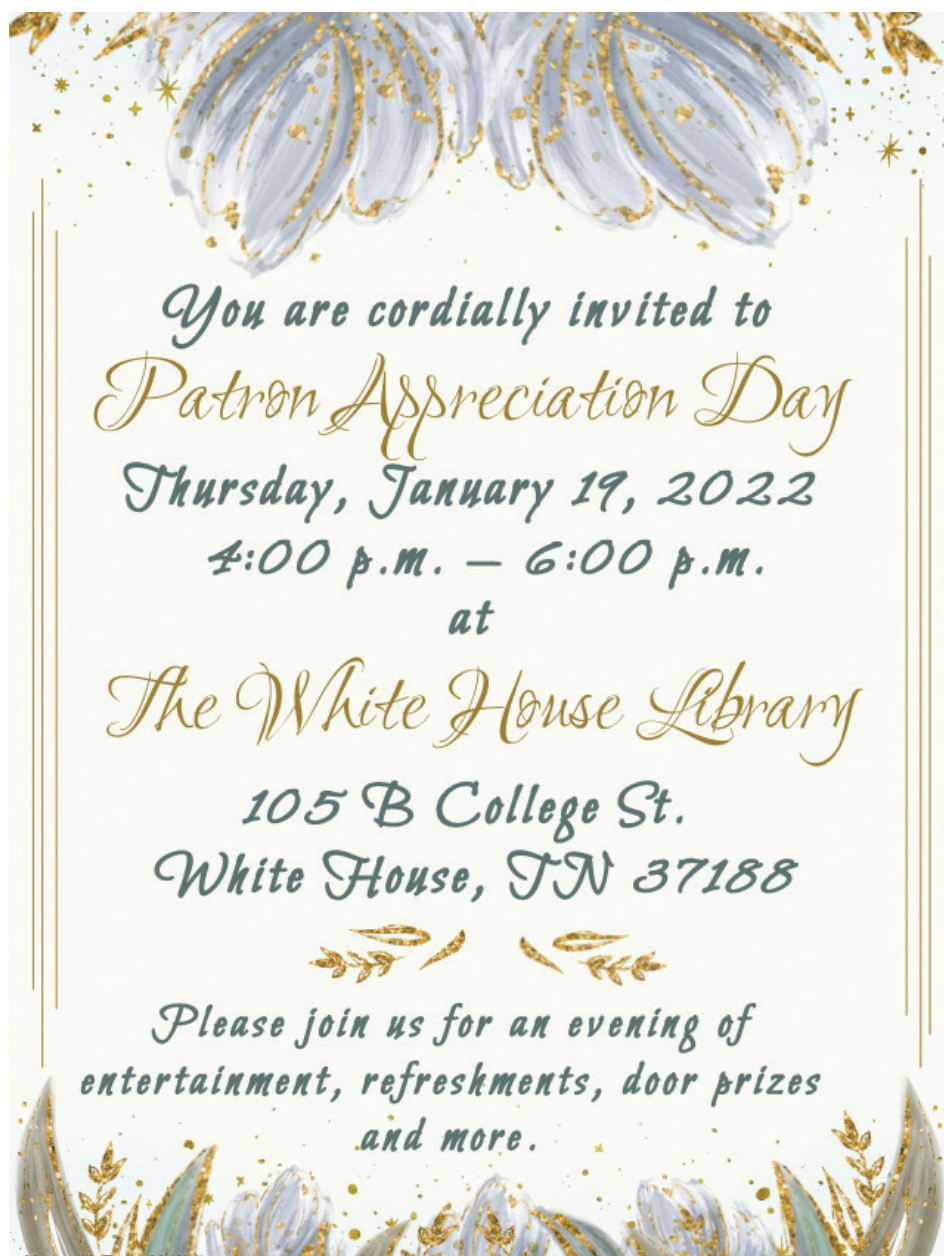 You are cordially invited to
Patron Appreciation Day
Thursday, January 19, 2022
4:00 p.m. – 6:00 p.m.
at
The White House Library
105 B College St.
White House, TN 37188
Please join us for an evening of
entertainment, refreshments, door prizes
and more.